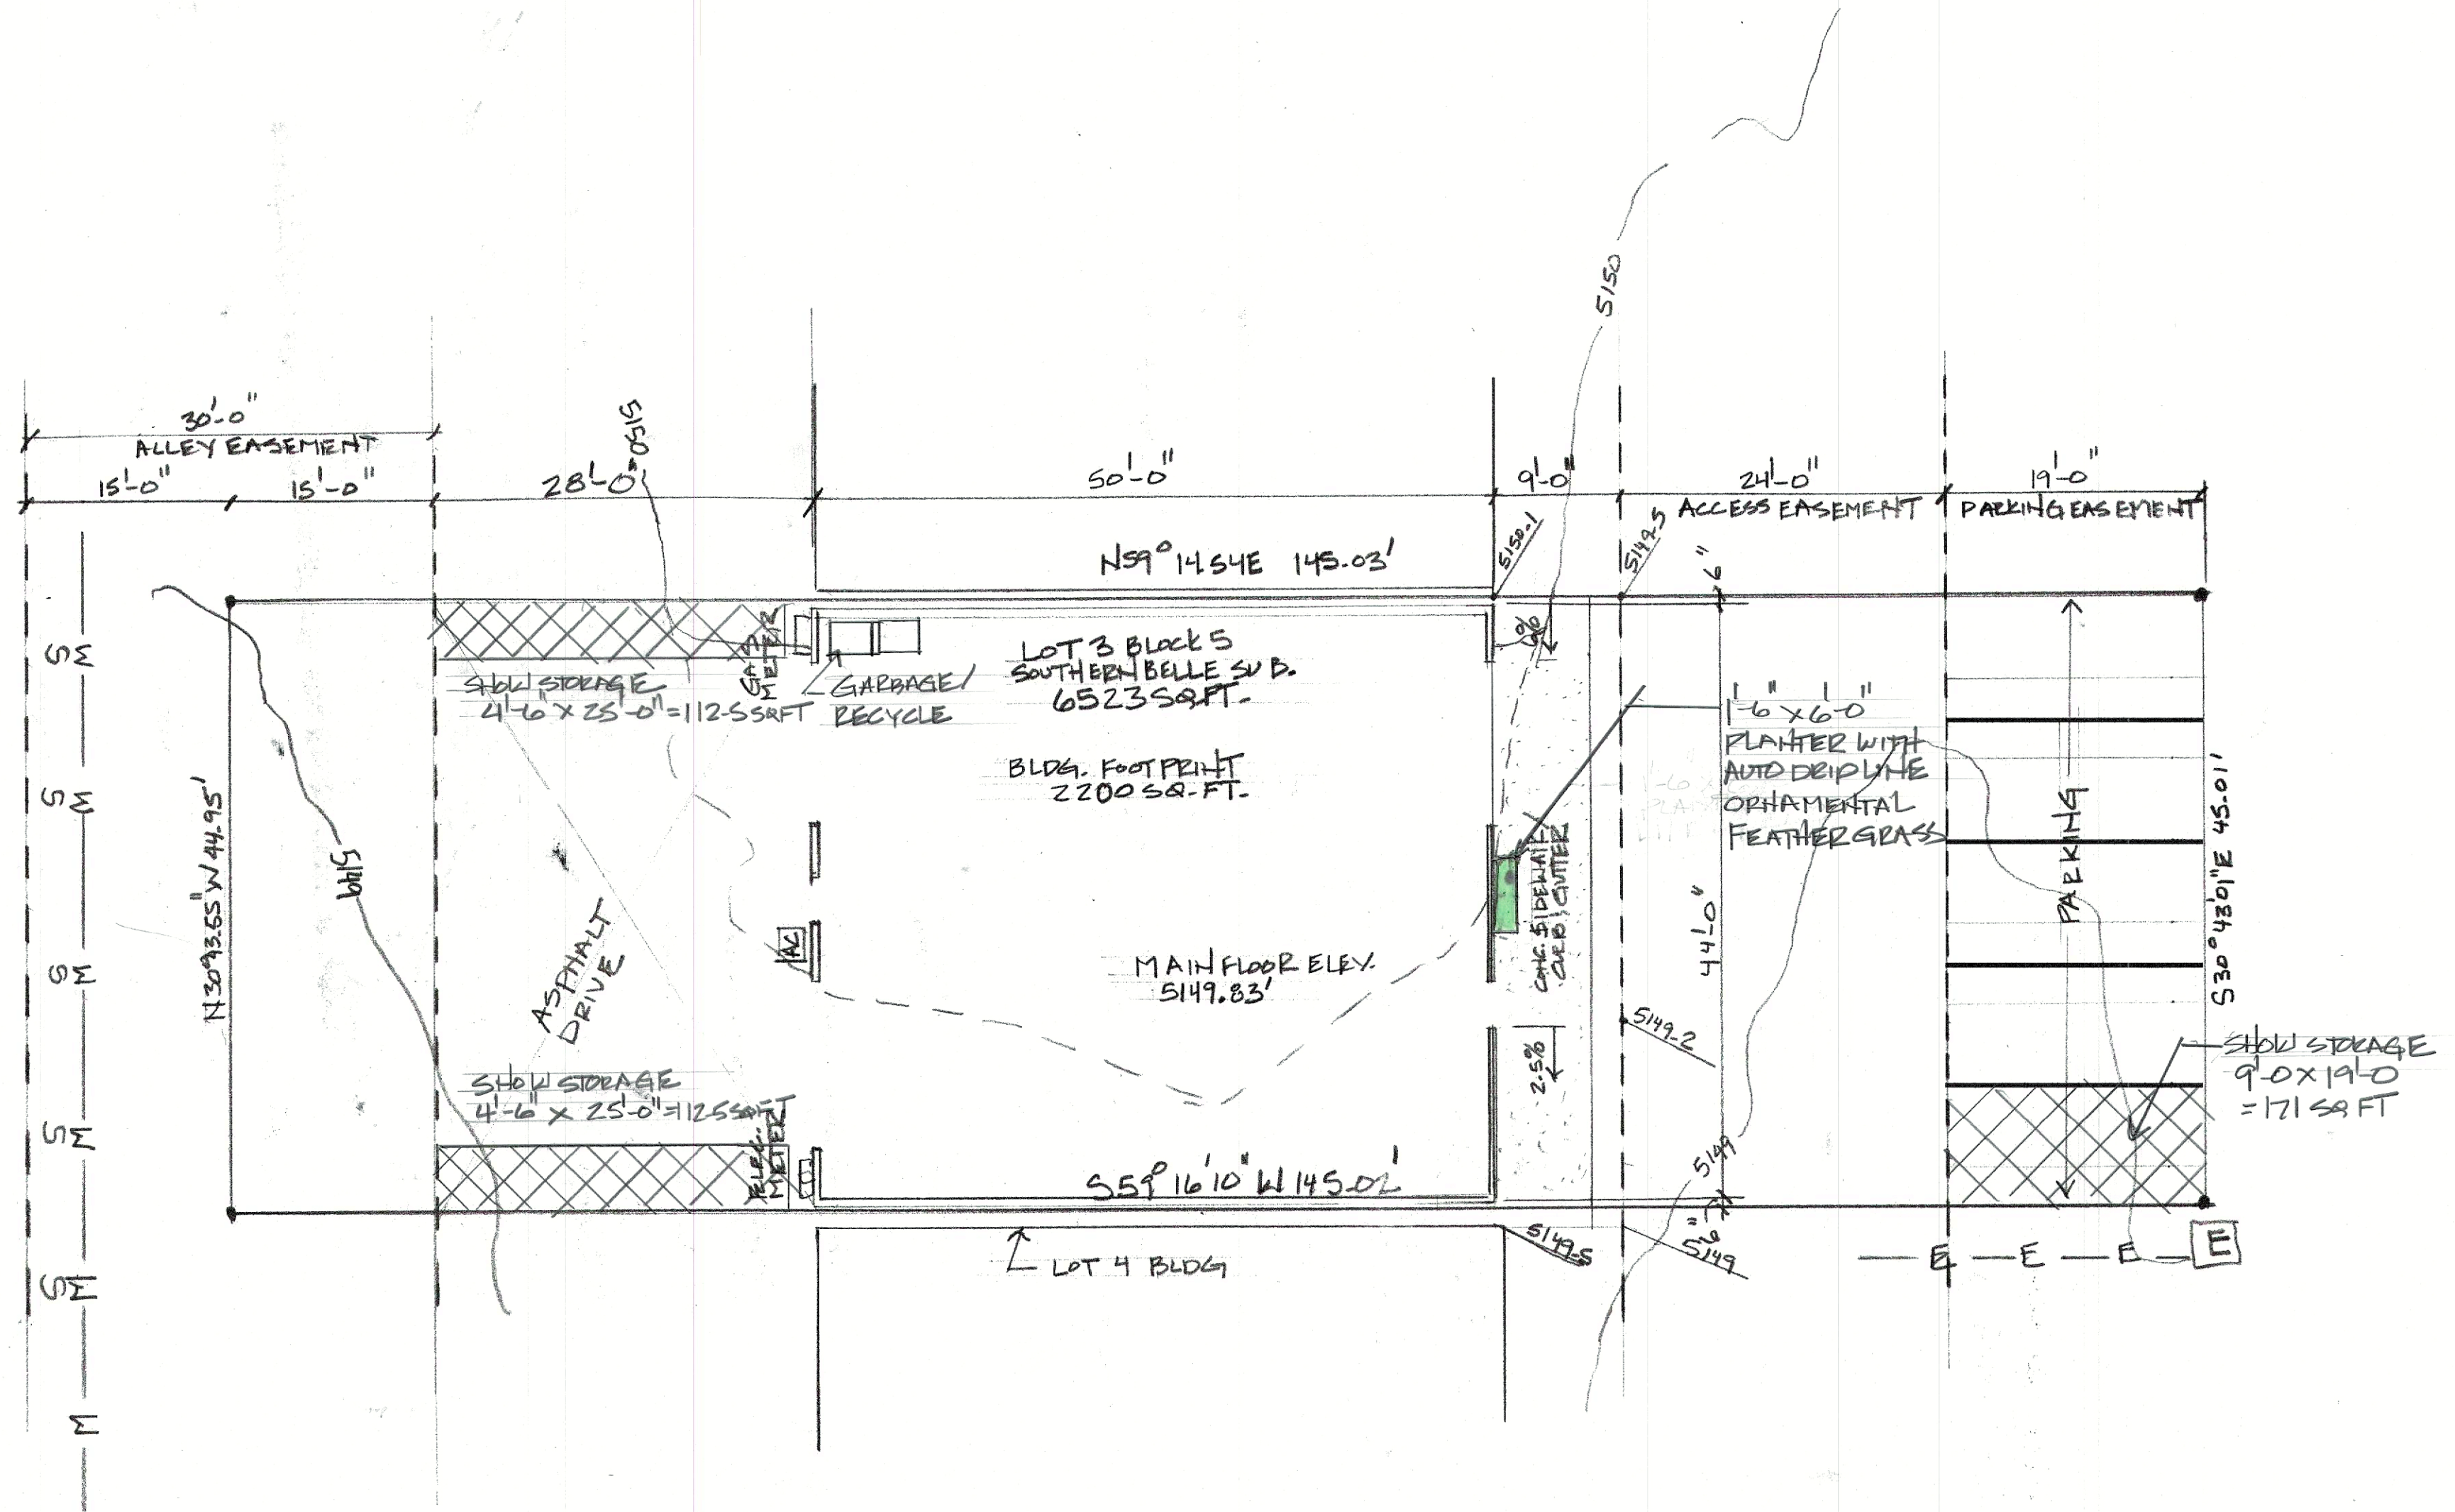 30'-0"
ALLEY EASEMENT
15'-0"
15'-0"
28'-0"
5150
50'-0"
9'-0"
24'-0"
ACCESS EASEMENT
19'-0"
PARKING EASEMENT
5150
N59° 14.54E 145.03'
5150.1
5149.5
6"
LOT 3 BLOCK 5
SOUTHERN BELLE SUB.
6523 SQ.FT.
BLDG. FOOTPRINT
2200 SQ.FT.
MAIN FLOOR ELEV.
5149.83'
GAS
METER
SNOW STORAGE
4'-6" X 25'-0" = 112.5 SQFT
GARBAGE/
RECYCLE
1'-6" X 6'-0"
PLANTER WITH
AUTO DRIP LINE
ORNAMENTAL
FEATHER GRASS
CONC. SIDEWALK/
CURB & GUTTER
44'-0"
PARKING
S30° 43'01"E 45.01'
N30°43.55"W 44.95'
5149
ASPHALT
DRIVE
AC
2.5%
5149.2
SNOW STORAGE
9'-0 X 19'-0
= 171 SQ FT
SNOW STORAGE
4'-6" X 25'-0" = 112.5 SQ FT
ELEC.
METER
S59° 16'10" W 145.02'
LOT 4 BLDG
5149.5
6"
5149
5149
E
E
E
E
W
S
W
S
W
S
W
S
W
S
W